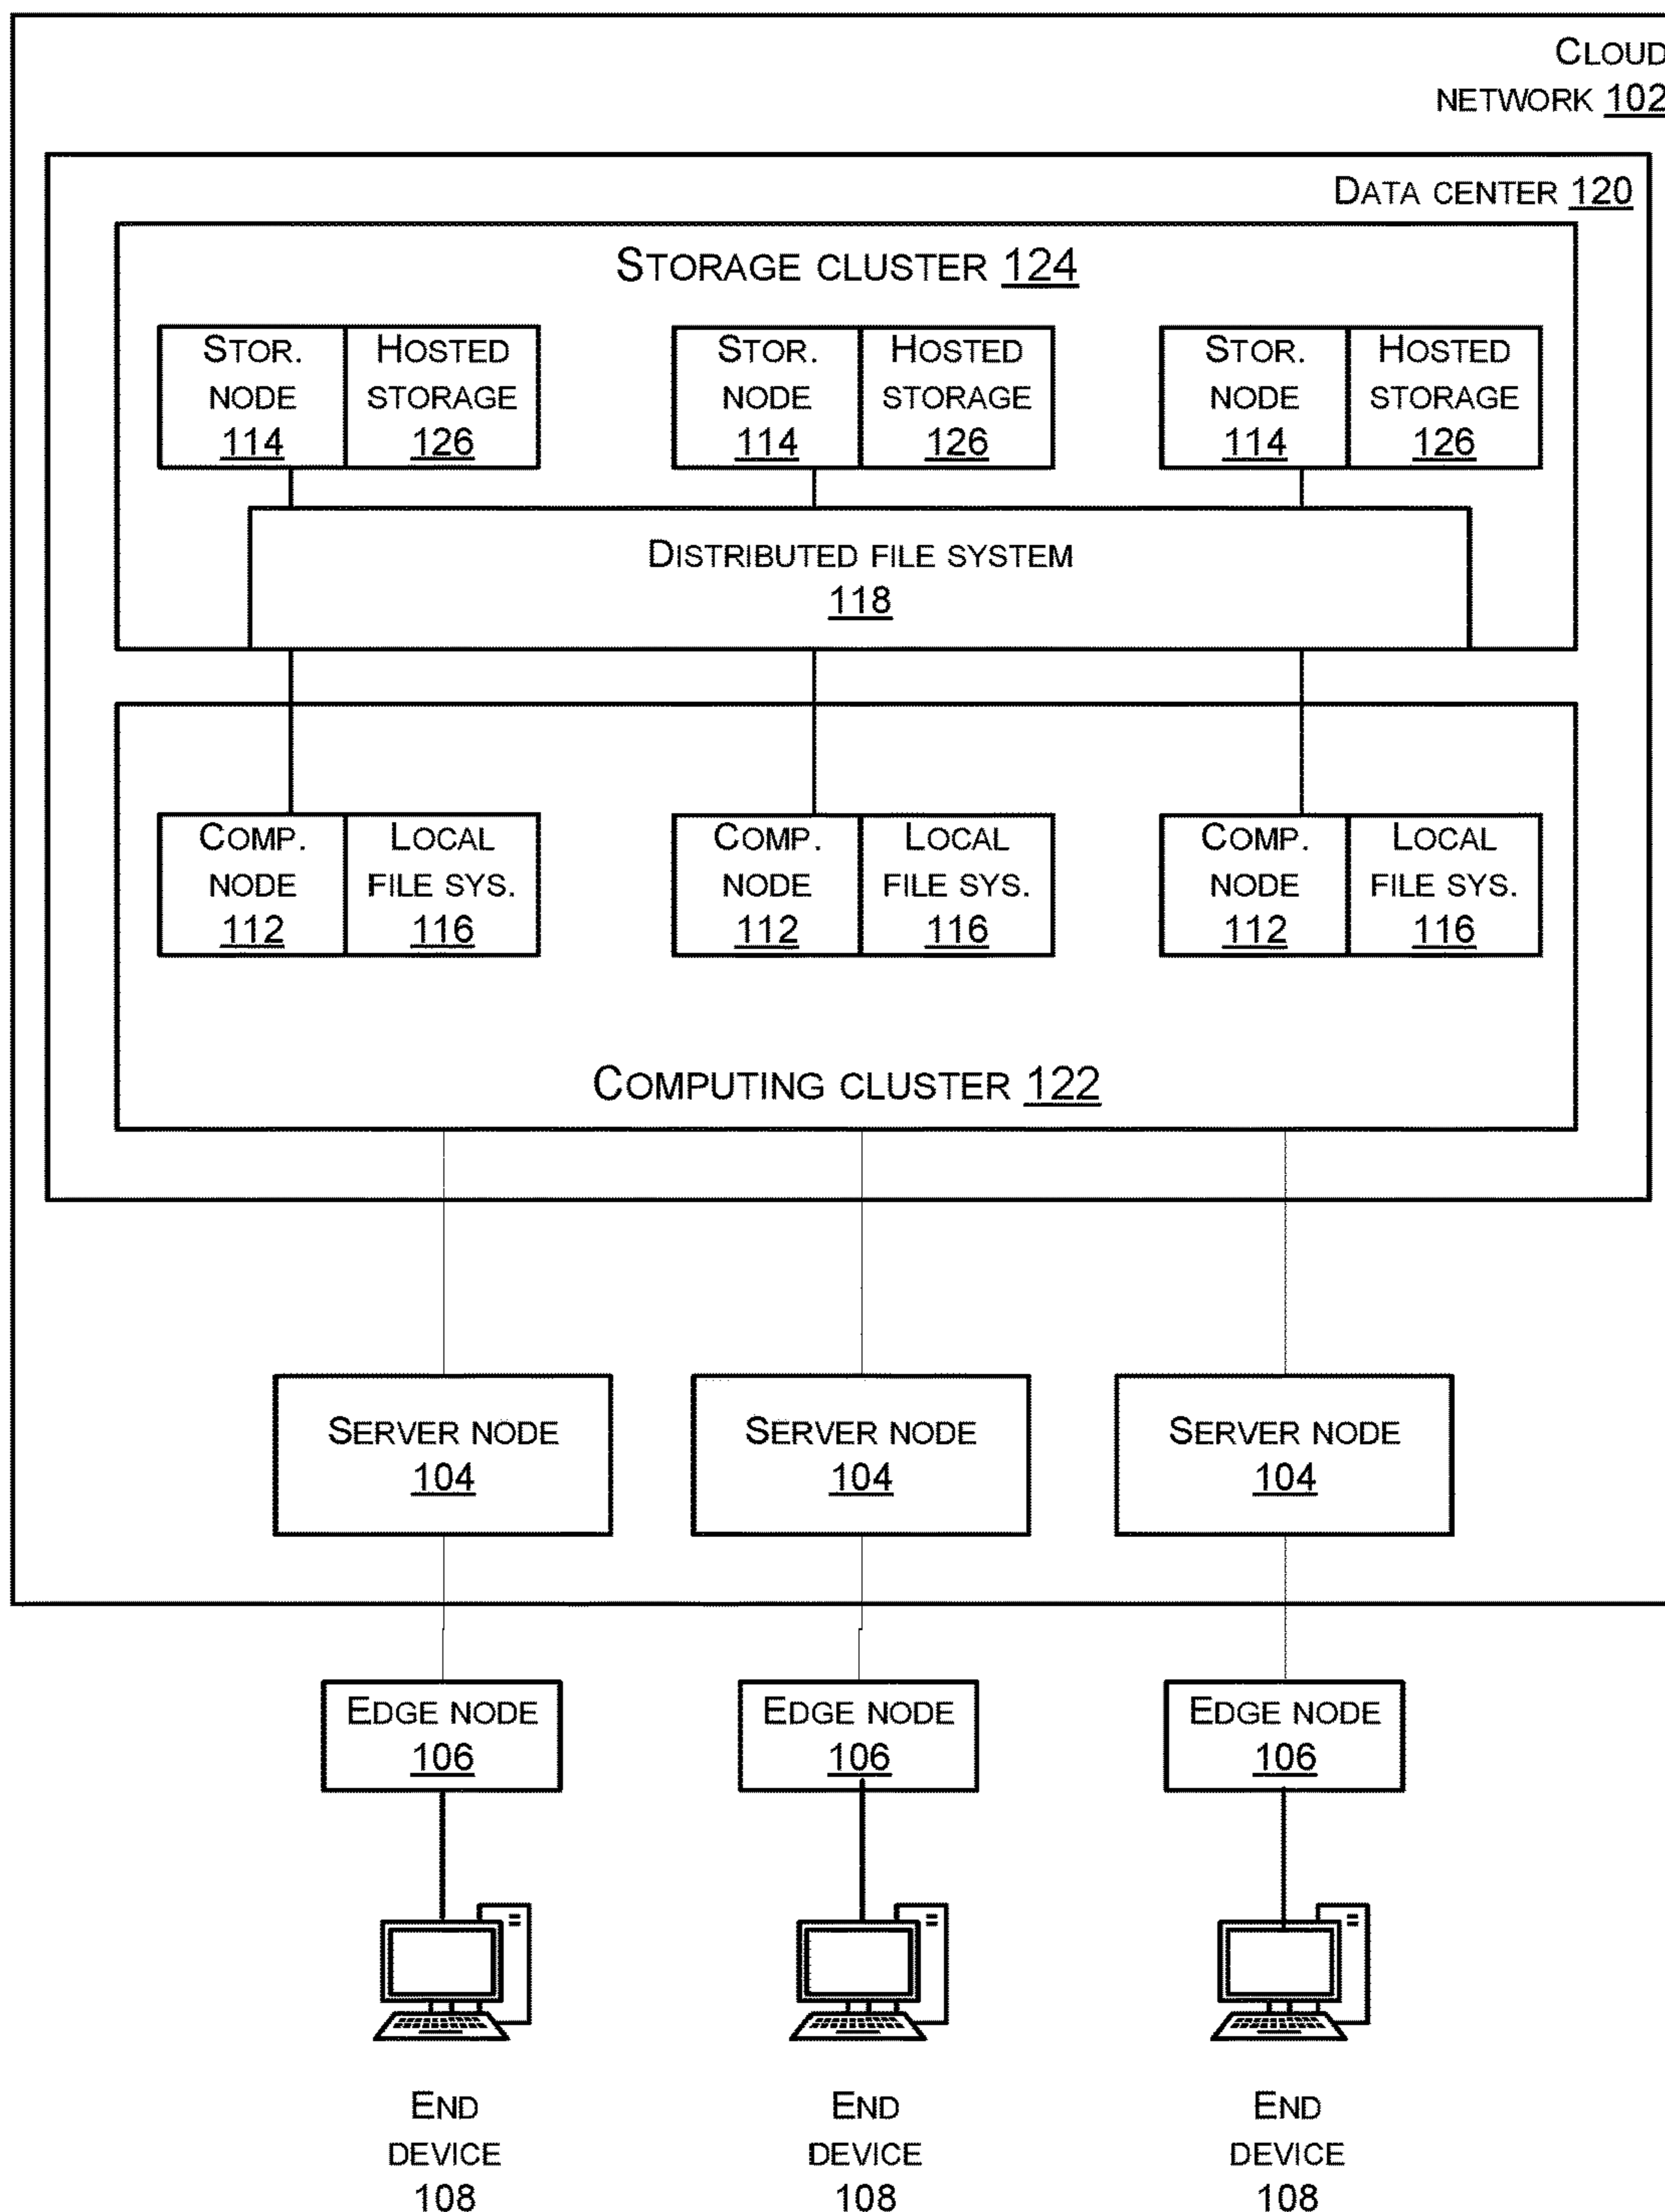 CLOUD
NETWORK 102
DATA CENTER 120
STORAGE CLUSTER 124
STOR.
NODE
114
HOSTED
STORAGE
126
STOR.
NODE
114
HOSTED
STORAGE
126
STOR.
NODE
114
HOSTED
STORAGE
126
DISTRIBUTED FILE SYSTEM
118
COMP.
NODE
112
LOCAL
FILE SYS.
116
COMP.
NODE
112
LOCAL
FILE SYS.
116
COMP.
NODE
112
LOCAL
FILE SYS.
116
COMPUTING CLUSTER 122
SERVER NODE
104
SERVER NODE
104
SERVER NODE
104
EDGE NODE
106
EDGE NODE
106
EDGE NODE
106
END
DEVICE
108
END
DEVICE
108
END
DEVICE
108